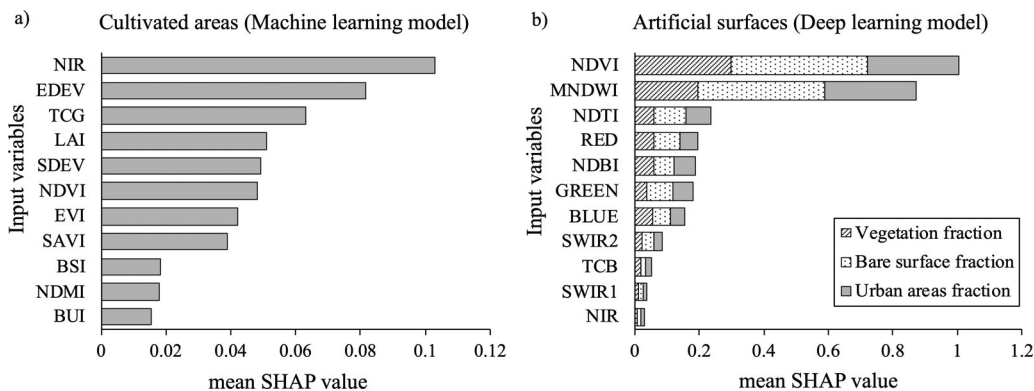 a) Cultivated areas (Machine learning model)
Input variables
NIR
EDEV
TCG
LAI
SDEV
NDVI
EVI
SAVI
BSI
NDMI
BUI
0 0.02 0.04 0.06 0.08 0.1 0.12
mean SHAP value
b) Artificial surfaces (Deep learning model)
Input variables
NDVI
MNDWI
NDTI
RED
NDBI
GREEN
BLUE
SWIR2
TCB
SWIR1
NIR
Vegetation fraction
Bare surface fraction
Urban areas fraction
0 0.2 0.4 0.6 0.8 1 1.2
mean SHAP value